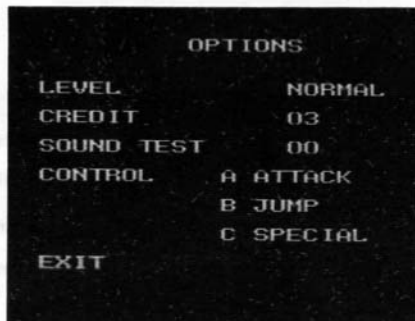 OPTIONS
LEVEL NORMAL
CREDIT 03
SOUND TEST 00
CONTROL A ATTACK
B JUMP
C SPECIAL
EXIT